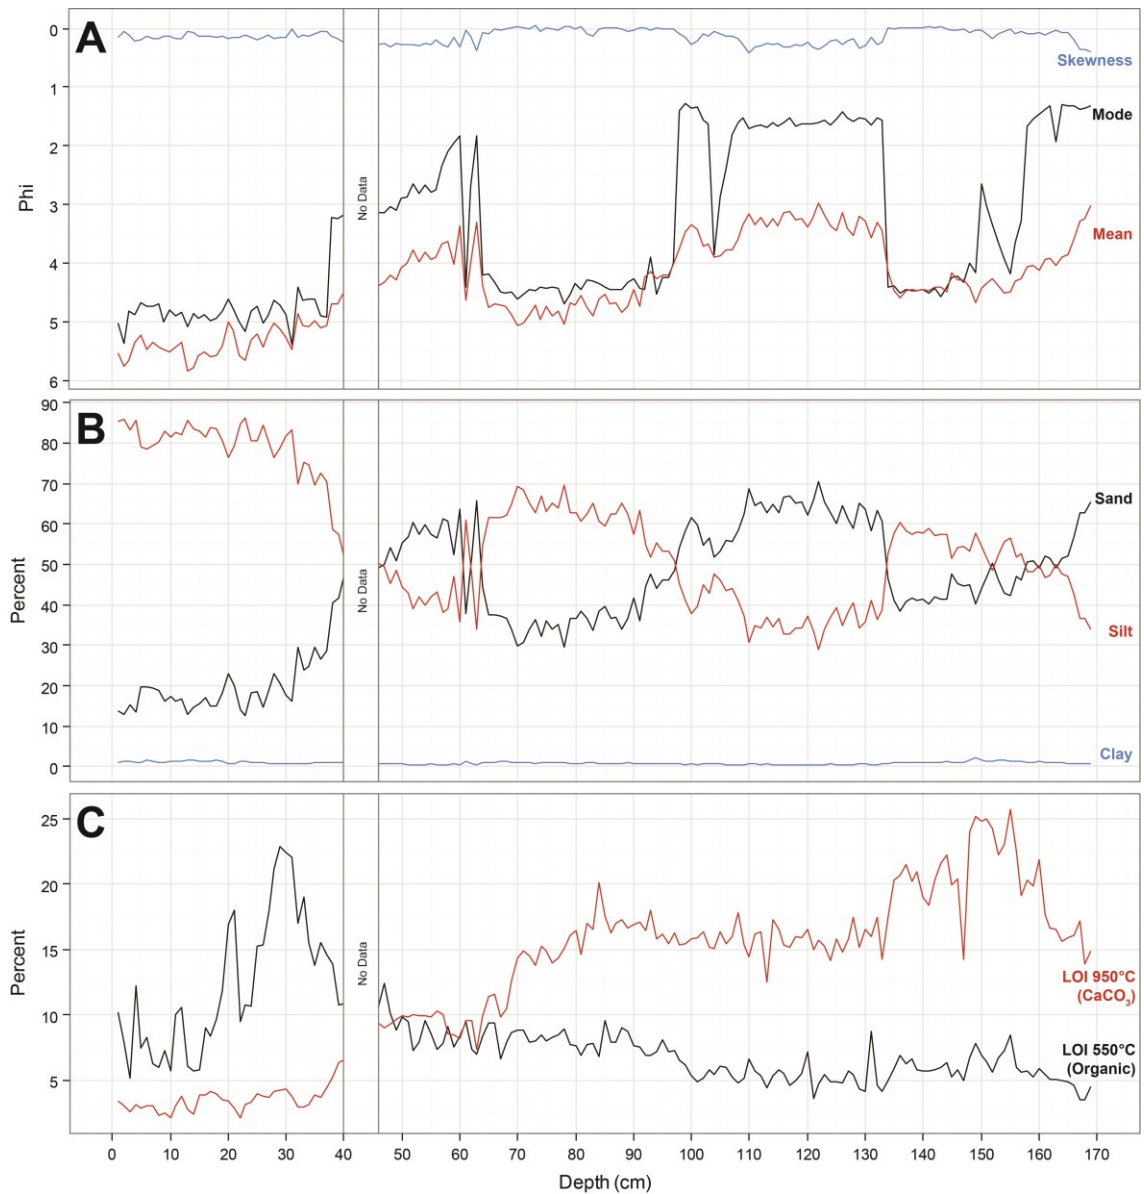 A
0
1
2
3
4
5
6
Phi
No Data
Skewness
Mode
Mean
B
90
80
70
60
50
40
30
20
10
0
Percent
No Data
Sand
Silt
Clay
C
25
20
15
10
5
Percent
No Data
LOI 950°C
(CaCO₃)
LOI 550°C
(Organic)
0 10 20 30 40 50 60 70 80 90 100 110 120 130 140 150 160 170
Depth (cm)